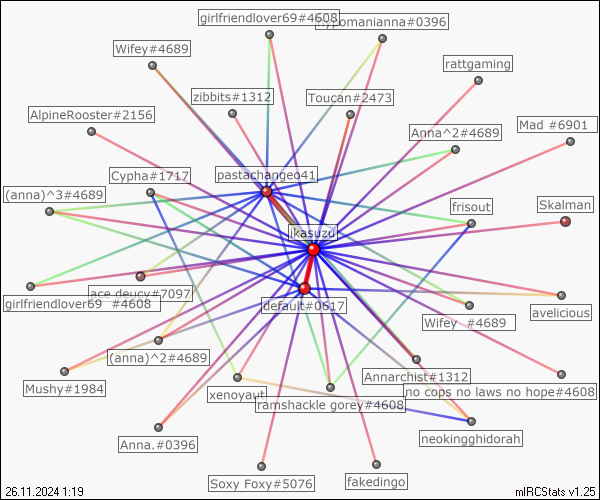 girlfriendlover69#4608
hypomanianna#0396
Wifey#4689
rattgaming
zibbits#1312
Toucan#2473
AlpineRooster#2156
Mad #6901
Anna^2#4689
Cypha#1717
pastachange041
(anna)^3#4689
frisout
Skalman
ikasuzu
ace deucy#7097
girlfriendlover69 #4608
default#0617
avelicious
Wifey #4689
(anna)^2#4689
Annarchist#1312
Mushy#1984
xenoyaut
no cops no laws no hope#4608
ramshackle gorey#4608
Anna.#0396
neokingghidorah
Soxy Foxy#5076
fakedingo
26.11.2024 1:19
mIRCStats v1.25